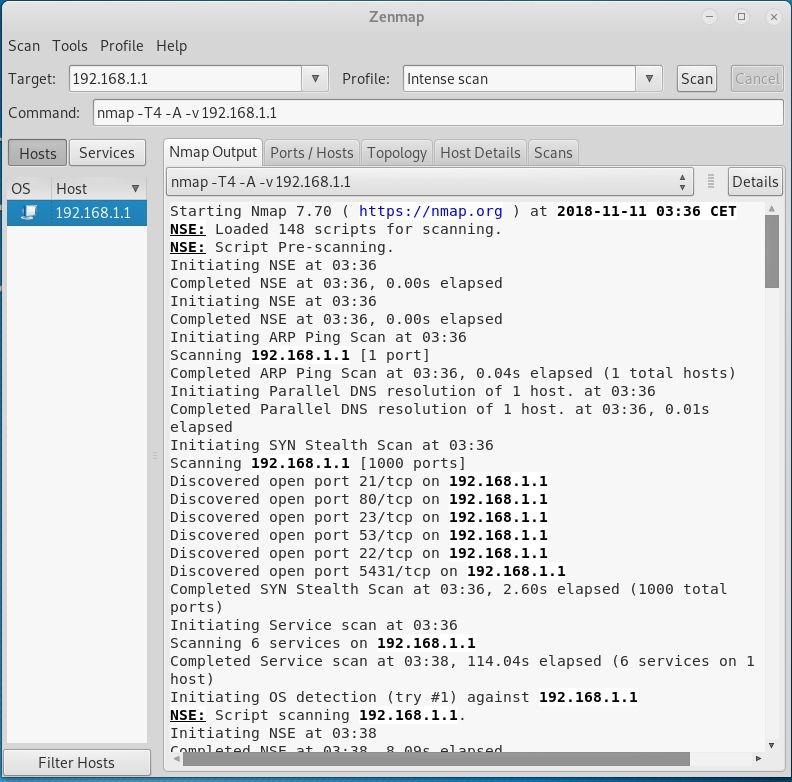 Zenmap
Scan Tools Profile Help
Target: 192.168.1.1 Profile: Intense scan Scan Cancel
Command: nmap -T4 -A -v 192.168.1.1
Hosts Services
Nmap Output Ports / Hosts Topology Host Details Scans
OS Host
nmap -T4 -A -v 192.168.1.1 Details
192.168.1.1
Starting Nmap 7.70 ( https://nmap.org ) at 2018-11-11 03:36 CET
NSE: Loaded 148 scripts for scanning.
NSE: Script Pre-scanning.
Initiating NSE at 03:36
Completed NSE at 03:36, 0.00s elapsed
Initiating NSE at 03:36
Completed NSE at 03:36, 0.00s elapsed
Initiating ARP Ping Scan at 03:36
Scanning 192.168.1.1 [1 port]
Completed ARP Ping Scan at 03:36, 0.04s elapsed (1 total hosts)
Initiating Parallel DNS resolution of 1 host. at 03:36
Completed Parallel DNS resolution of 1 host. at 03:36, 0.01s
elapsed
Initiating SYN Stealth Scan at 03:36
Scanning 192.168.1.1 [1000 ports]
Discovered open port 21/tcp on 192.168.1.1
Discovered open port 80/tcp on 192.168.1.1
Discovered open port 23/tcp on 192.168.1.1
Discovered open port 53/tcp on 192.168.1.1
Discovered open port 22/tcp on 192.168.1.1
Discovered open port 5431/tcp on 192.168.1.1
Completed SYN Stealth Scan at 03:36, 2.60s elapsed (1000 total
ports)
Initiating Service scan at 03:36
Scanning 6 services on 192.168.1.1
Completed Service scan at 03:38, 114.04s elapsed (6 services on 1
host)
Initiating OS detection (try #1) against 192.168.1.1
NSE: Script scanning 192.168.1.1.
Initiating NSE at 03:38
Completed NSE at 03:38, 8.09s elapsed
Filter Hosts